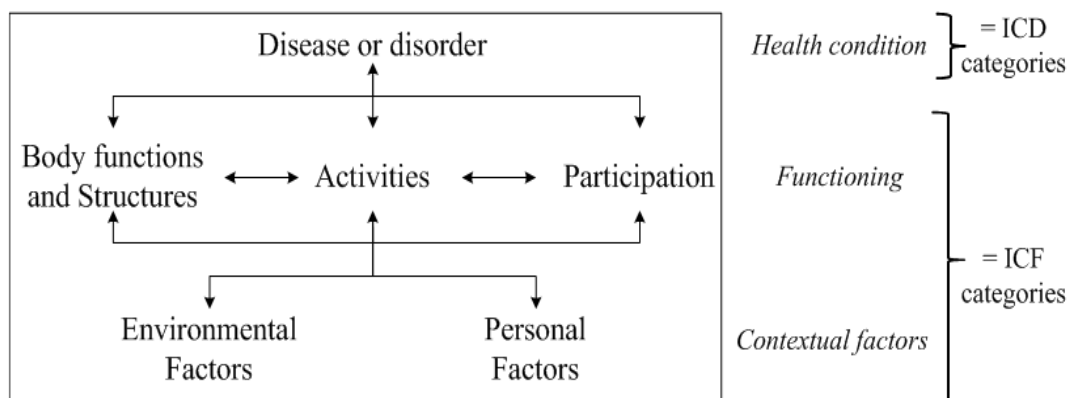 Disease or disorder
Health condition
= ICD
categories
Body functions
and Structures
Activities
Participation
Functioning
= ICF
categories
Environmental
Factors
Personal
Factors
Contextual factors